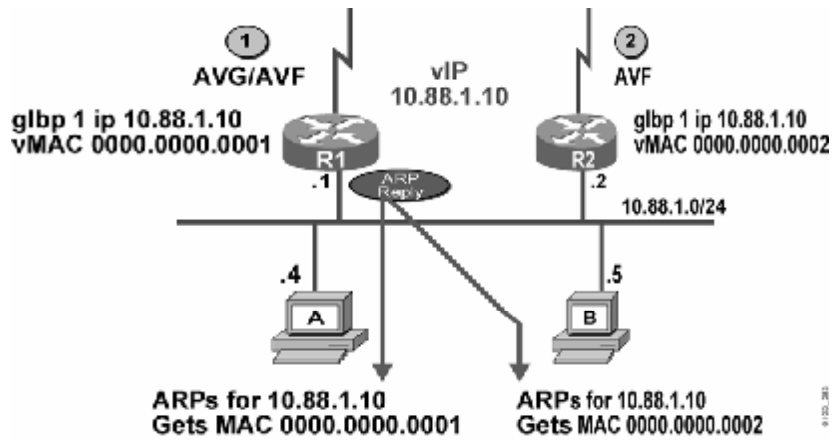 1
AVG/AVF
vIP
10.88.1.10
2
AVF
glbp 1 ip 10.88.1.10
vMAC 0000.0000.0001
glbp 1 ip 10.88.1.10
vMAC 0000.0000.0002
R1
R2
.1
ARP
Reply
.2
10.88.1.0/24
.4
.5
A
B
ARPs for 10.88.1.10
Gets MAC 0000.0000.0001
ARPs for 10.88.1.10
Gets MAC 0000.0000.0002